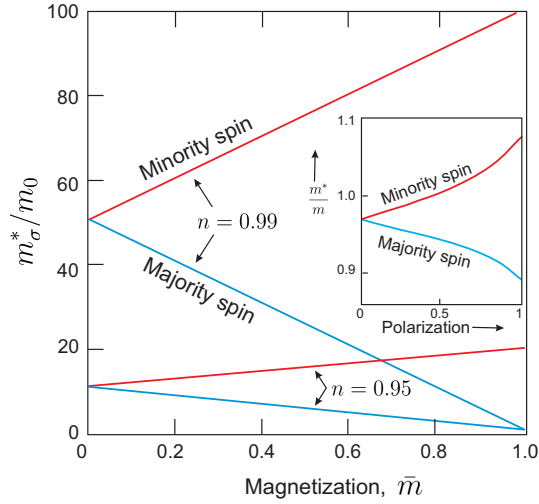 100
80
60
40
20
0
m*σ/m0
0
0.2
0.4
0.6
0.8
1.0
Magnetization, m̄
Minority spin
n = 0.99
Majority spin
n = 0.95
1.1
1.0
0.9
m*/m
Minority spin
Majority spin
0
0.5
1
Polarization